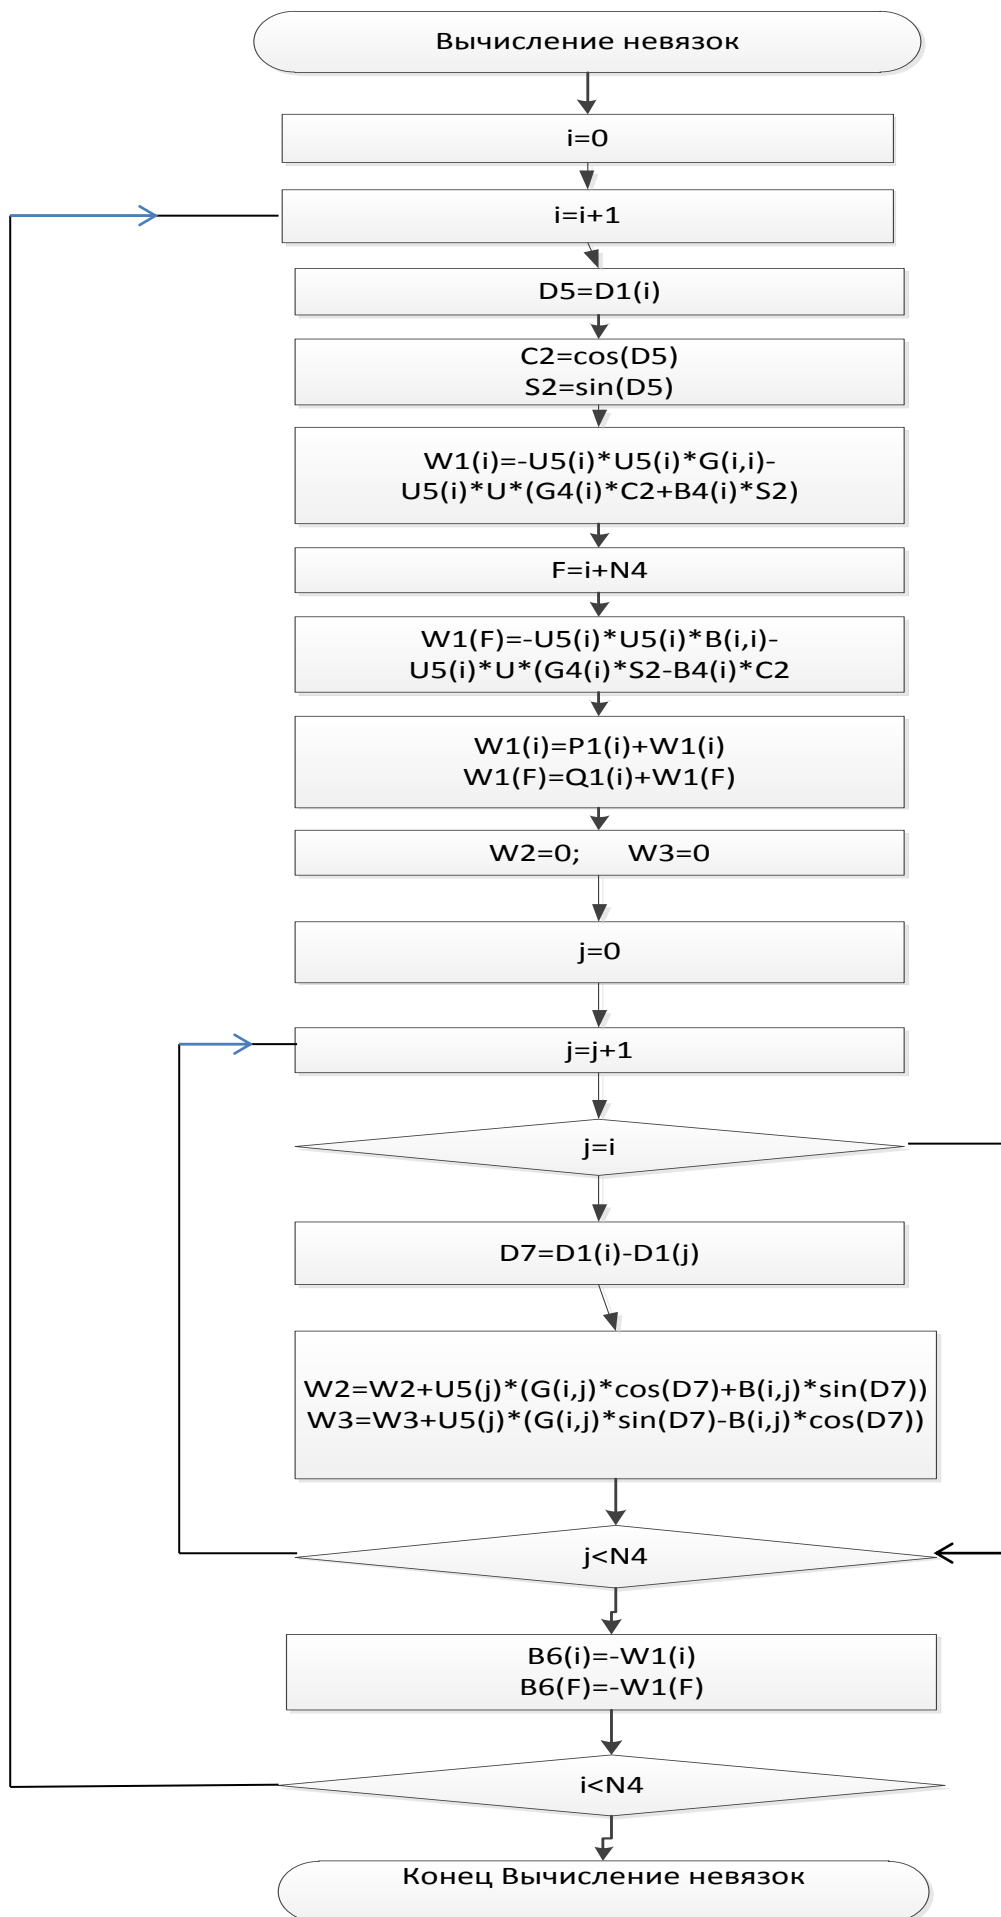 Вычисление невязок
i=0
i=i+1
D5=D1(i)
C2=cos(D5)
S2=sin(D5)
W1(i)=-U5(i)*U5(i)*G(i,i)-
U5(i)*U*(G4(i)*C2+B4(i)*S2)
F=i+N4
W1(F)=-U5(i)*U5(i)*B(i,i)-
U5(i)*U*(G4(i)*S2-B4(i)*C2
W1(i)=P1(i)+W1(i)
W1(F)=Q1(i)+W1(F)
W2=0; W3=0
j=0
j=j+1
j=i
D7=D1(i)-D1(j)
W2=W2+U5(j)*(G(i,j)*cos(D7)+B(i,j)*sin(D7))
W3=W3+U5(j)*(G(i,j)*sin(D7)-B(i,j)*cos(D7))
j<N4
B6(i)=-W1(i)
B6(F)=-W1(F)
i<N4
Конец Вычисление невязок